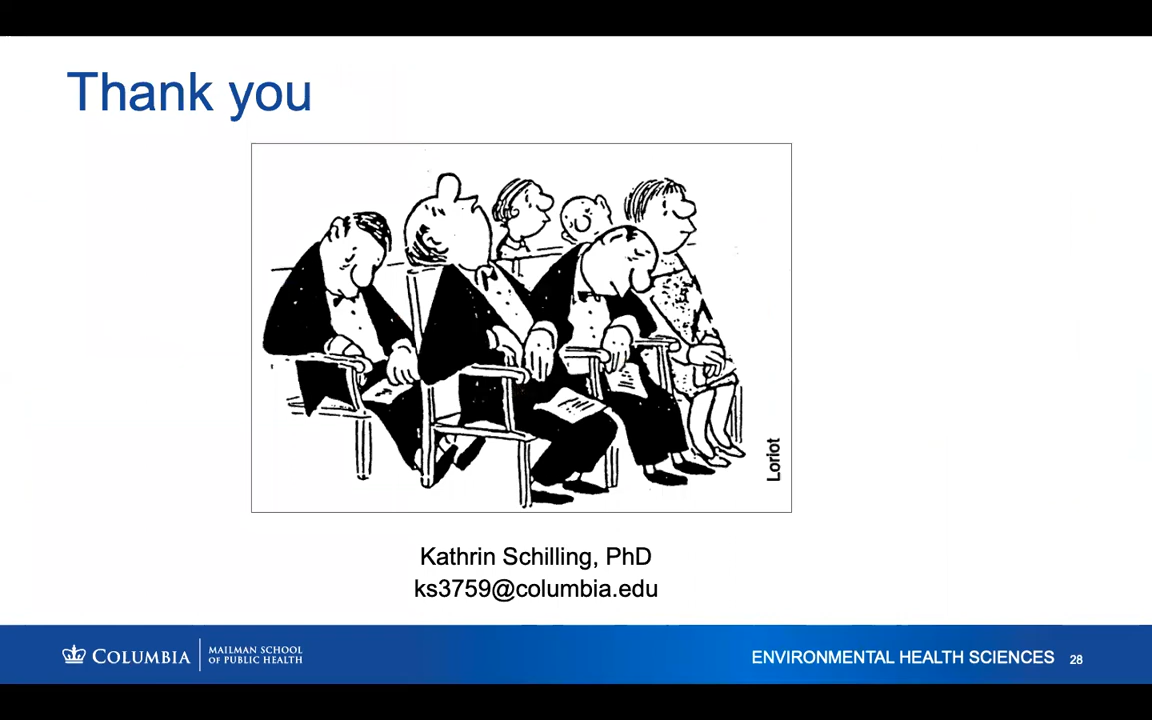 Thank you
Loriot
Kathrin Schilling, PhD
ks3759@columbia.edu
COLUMBIA
MAILMAN SCHOOL
OF PUBLIC HEALTH
ENVIRONMENTAL HEALTH SCIENCES 28